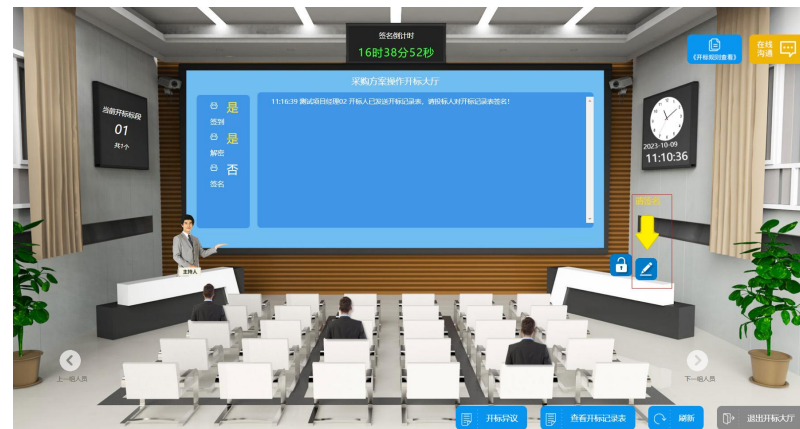 签名倒计时
16时38分52秒
《开标规则查看》
在线
沟通
采购方案操作开标大厅
当前开标标段
01
共1个
是
签到
是
解密
否
签名
11:16:39 测试项目经理02 开标人已发送开标记录表，请投标人对开标记录表签名！
2023-10-09
11:10:36
请签名
主持人
上一组人员
下一组人员
开标异议
查看开标记录表
刷新
退出开标大厅